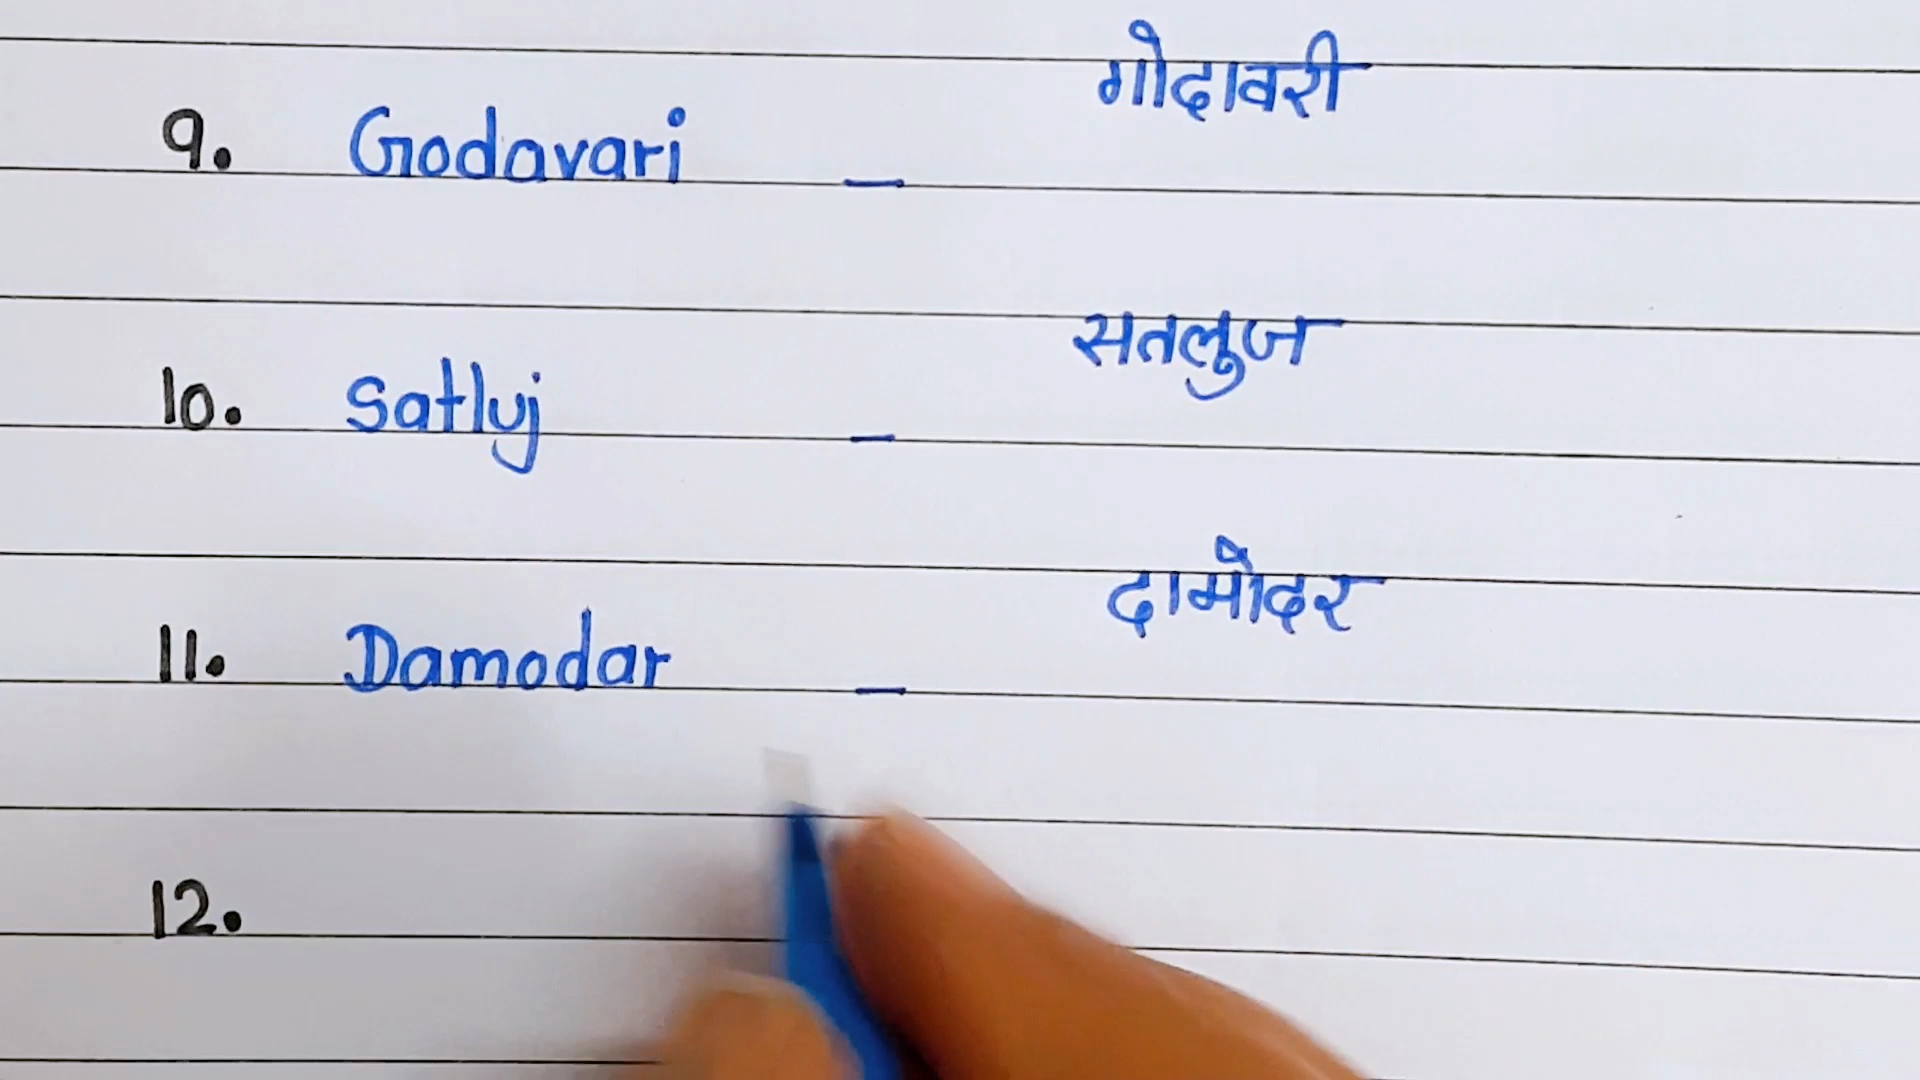 9. Godavari – गोदावरी
10. Satluj – सतलुज
11. Damodar – दामोदर
12.